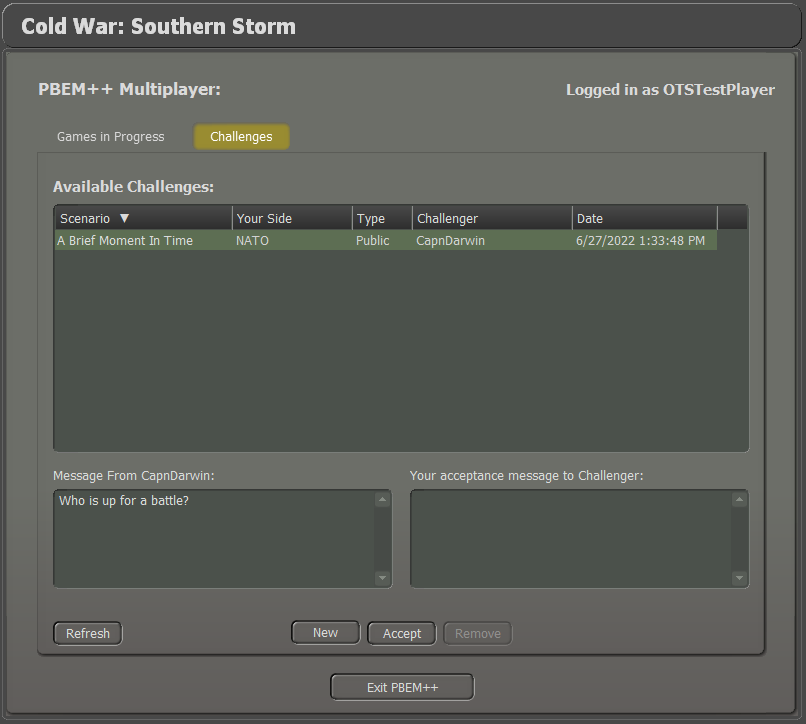 Cold War: Southern Storm
PBEM++ Multiplayer:
Logged in as OTSTestPlayer
Games in Progress
Challenges
Available Challenges:
Scenario ▼ Your Side Type Challenger Date
A Brief Moment In Time NATO Public CapnDarwin 6/27/2022 1:33:48 PM
Message From CapnDarwin:
Your acceptance message to Challenger:
Who is up for a battle?
Refresh
New
Accept
Remove
Exit PBEM++